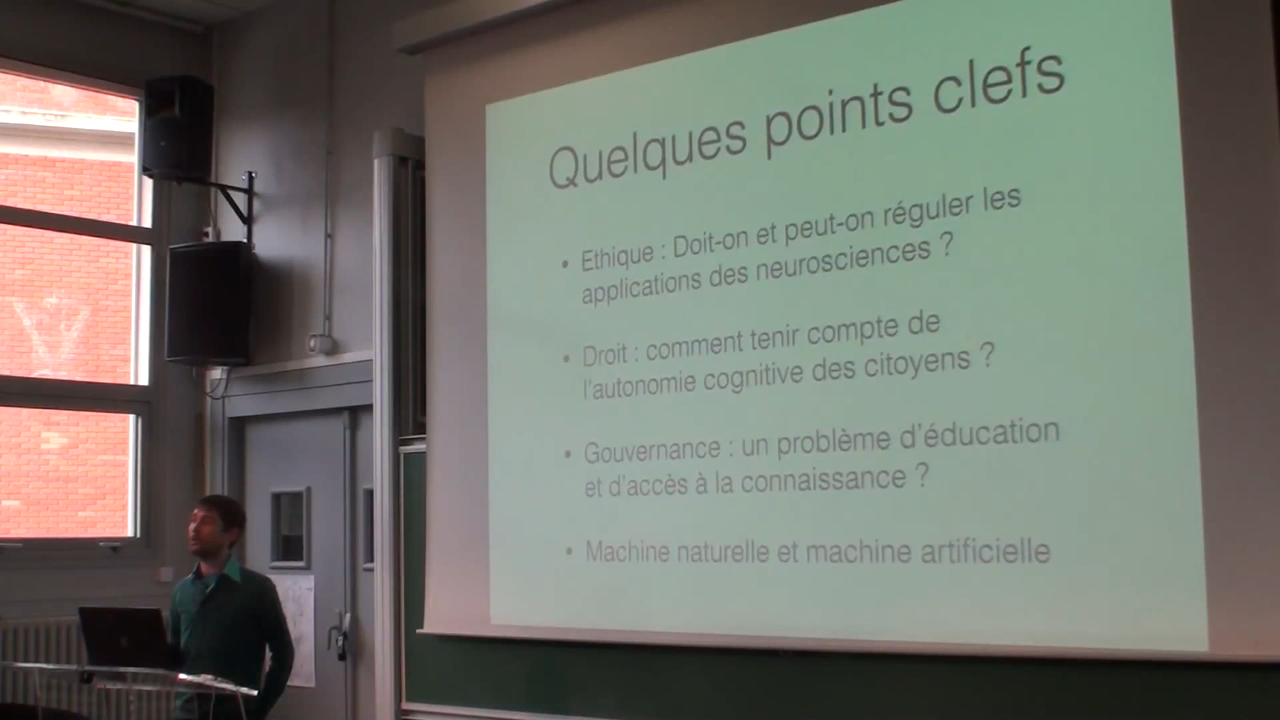 Quelques points clefs
• Ethique : Doit-on et peut-on réguler les
applications des neurosciences ?
• Droit : comment tenir compte de
l'autonomie cognitive des citoyens ?
• Gouvernance : un problème d'éducation
et d'accès à la connaissance ?
• Machine naturelle et machine artificielle